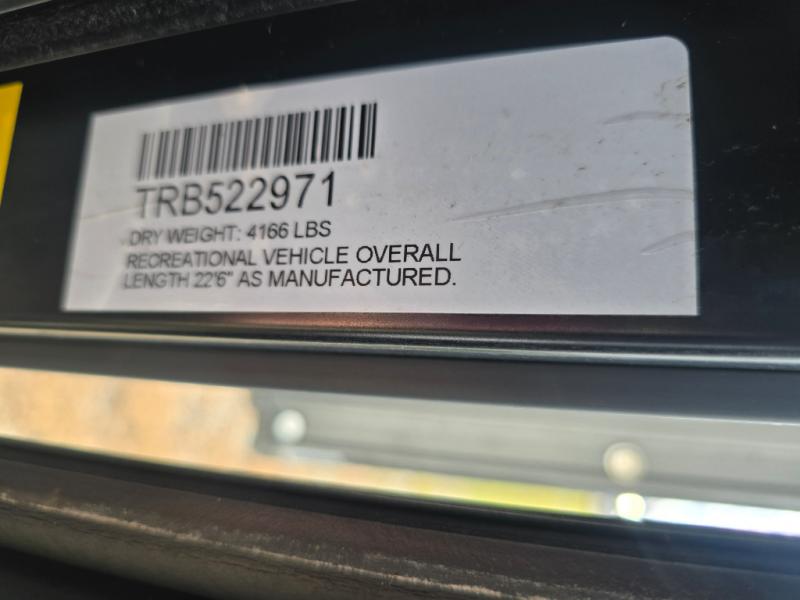 TRB522971
DRY WEIGHT: 4166 LBS
RECREATIONAL VEHICLE OVERALL
LENGTH 22'6" AS MANUFACTURED.